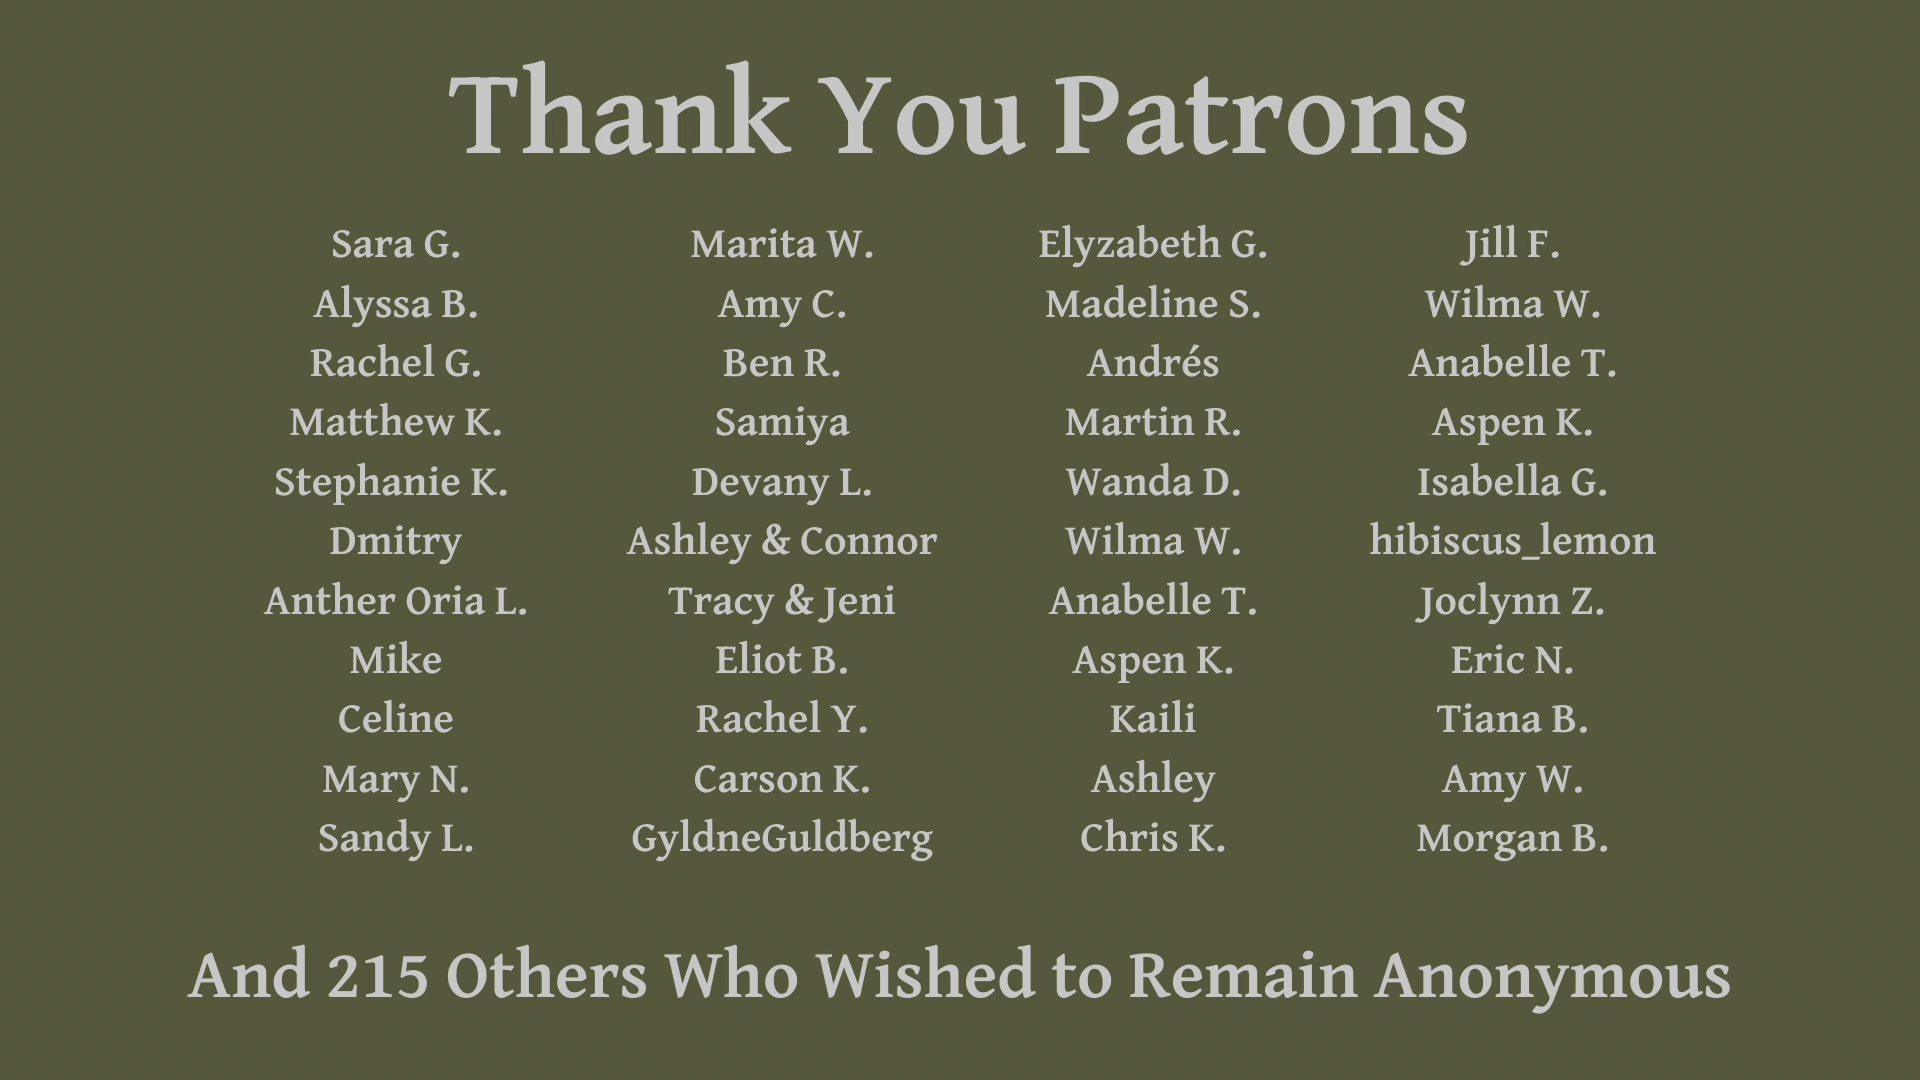 Thank You Patrons
Sara G.
Alyssa B.
Rachel G.
Matthew K.
Stephanie K.
Dmitry
Anther Oria L.
Mike
Celine
Mary N.
Sandy L.
Marita W.
Amy C.
Ben R.
Samiya
Devany L.
Ashley & Connor
Tracy & Jeni
Eliot B.
Rachel Y.
Carson K.
GyldneGuldberg
Elyzabeth G.
Madeline S.
Andrés
Martin R.
Wanda D.
Wilma W.
Anabelle T.
Aspen K.
Kaili
Ashley
Chris K.
Jill F.
Wilma W.
Anabelle T.
Aspen K.
Isabella G.
hibiscus_lemon
Joclynn Z.
Eric N.
Tiana B.
Amy W.
Morgan B.
And 215 Others Who Wished to Remain Anonymous